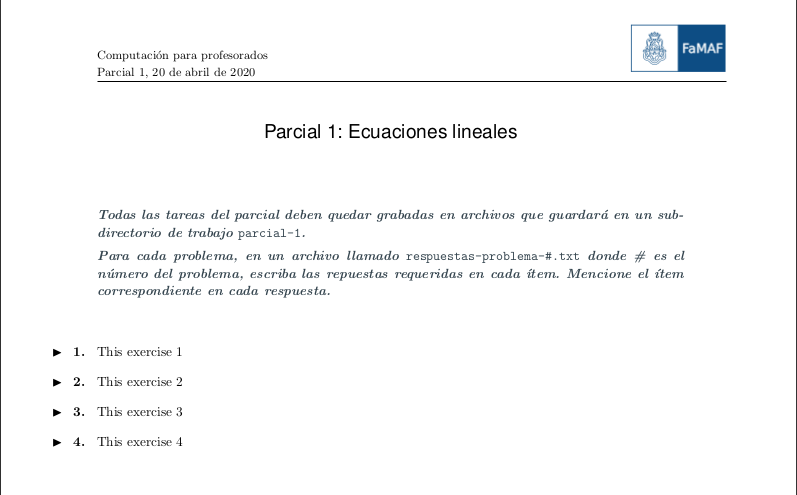 Computación para profesorados
Parcial 1, 20 de abril de 2020
FaMAF
Parcial 1: Ecuaciones lineales
Todas las tareas del parcial deben quedar grabadas en archivos que guardará en un sub-
directorio de trabajo parcial-1.
Para cada problema, en un archivo llamado respuestas-problema-#.txt donde # es el
número del problema, escriba las repuestas requeridas en cada ítem. Mencione el ítem
correspondiente en cada respuesta.
▶ 1. This exercise 1
▶ 2. This exercise 2
▶ 3. This exercise 3
▶ 4. This exercise 4